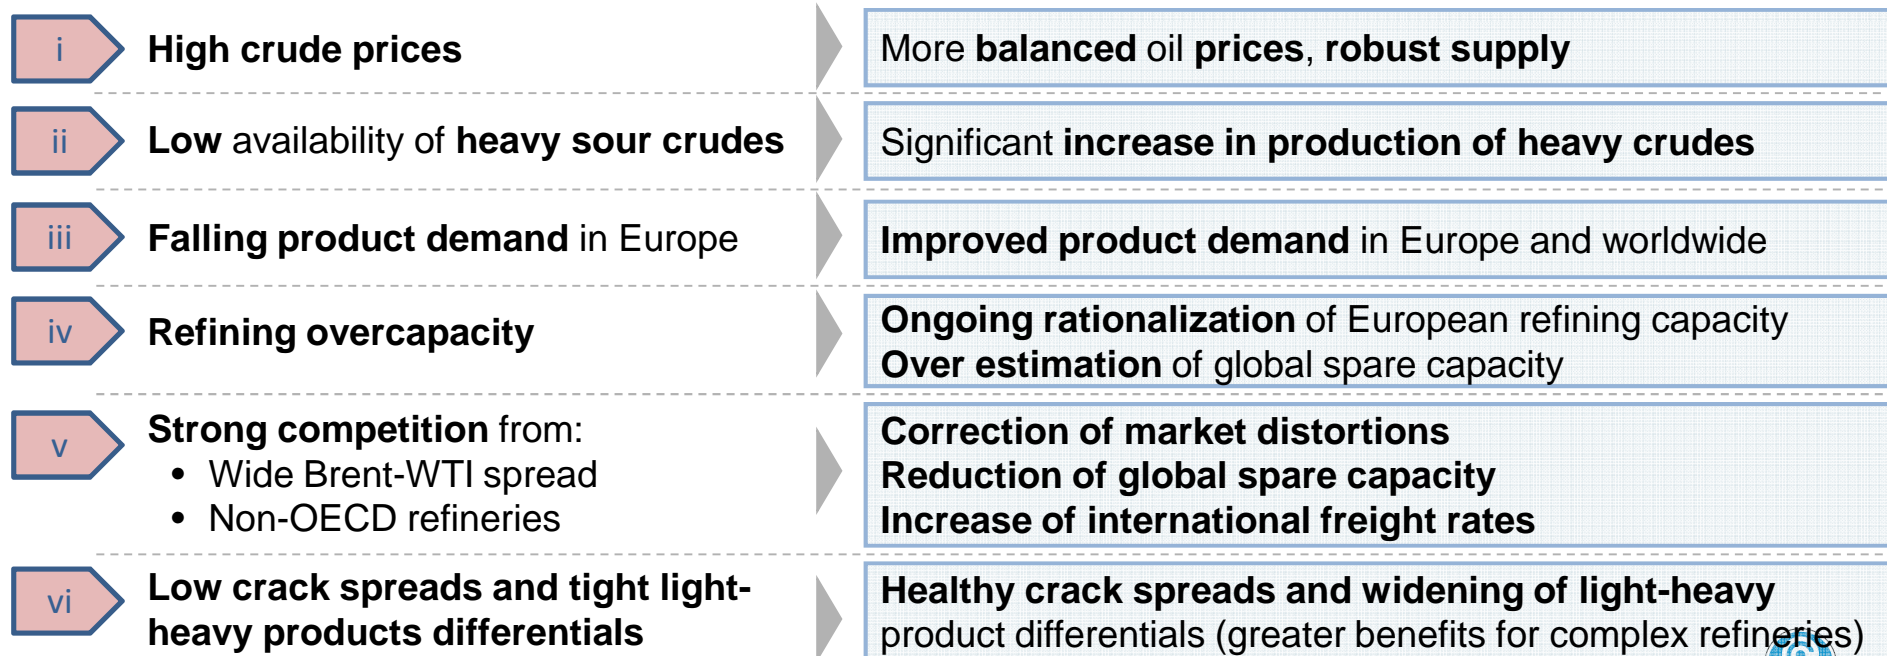 i
High crude prices
More balanced oil prices, robust supply
ii
Low availability of heavy sour crudes
Significant increase in production of heavy crudes
iii
Falling product demand in Europe
Improved product demand in Europe and worldwide
iv
Refining overcapacity
Ongoing rationalization of European refining capacity
Over estimation of global spare capacity
v
Strong competition from:
• Wide Brent-WTI spread
• Non-OECD refineries
Correction of market distortions
Reduction of global spare capacity
Increase of international freight rates
vi
Low crack spreads and tight light-
heavy products differentials
Healthy crack spreads and widening of light-heavy
product differentials (greater benefits for complex refineries)